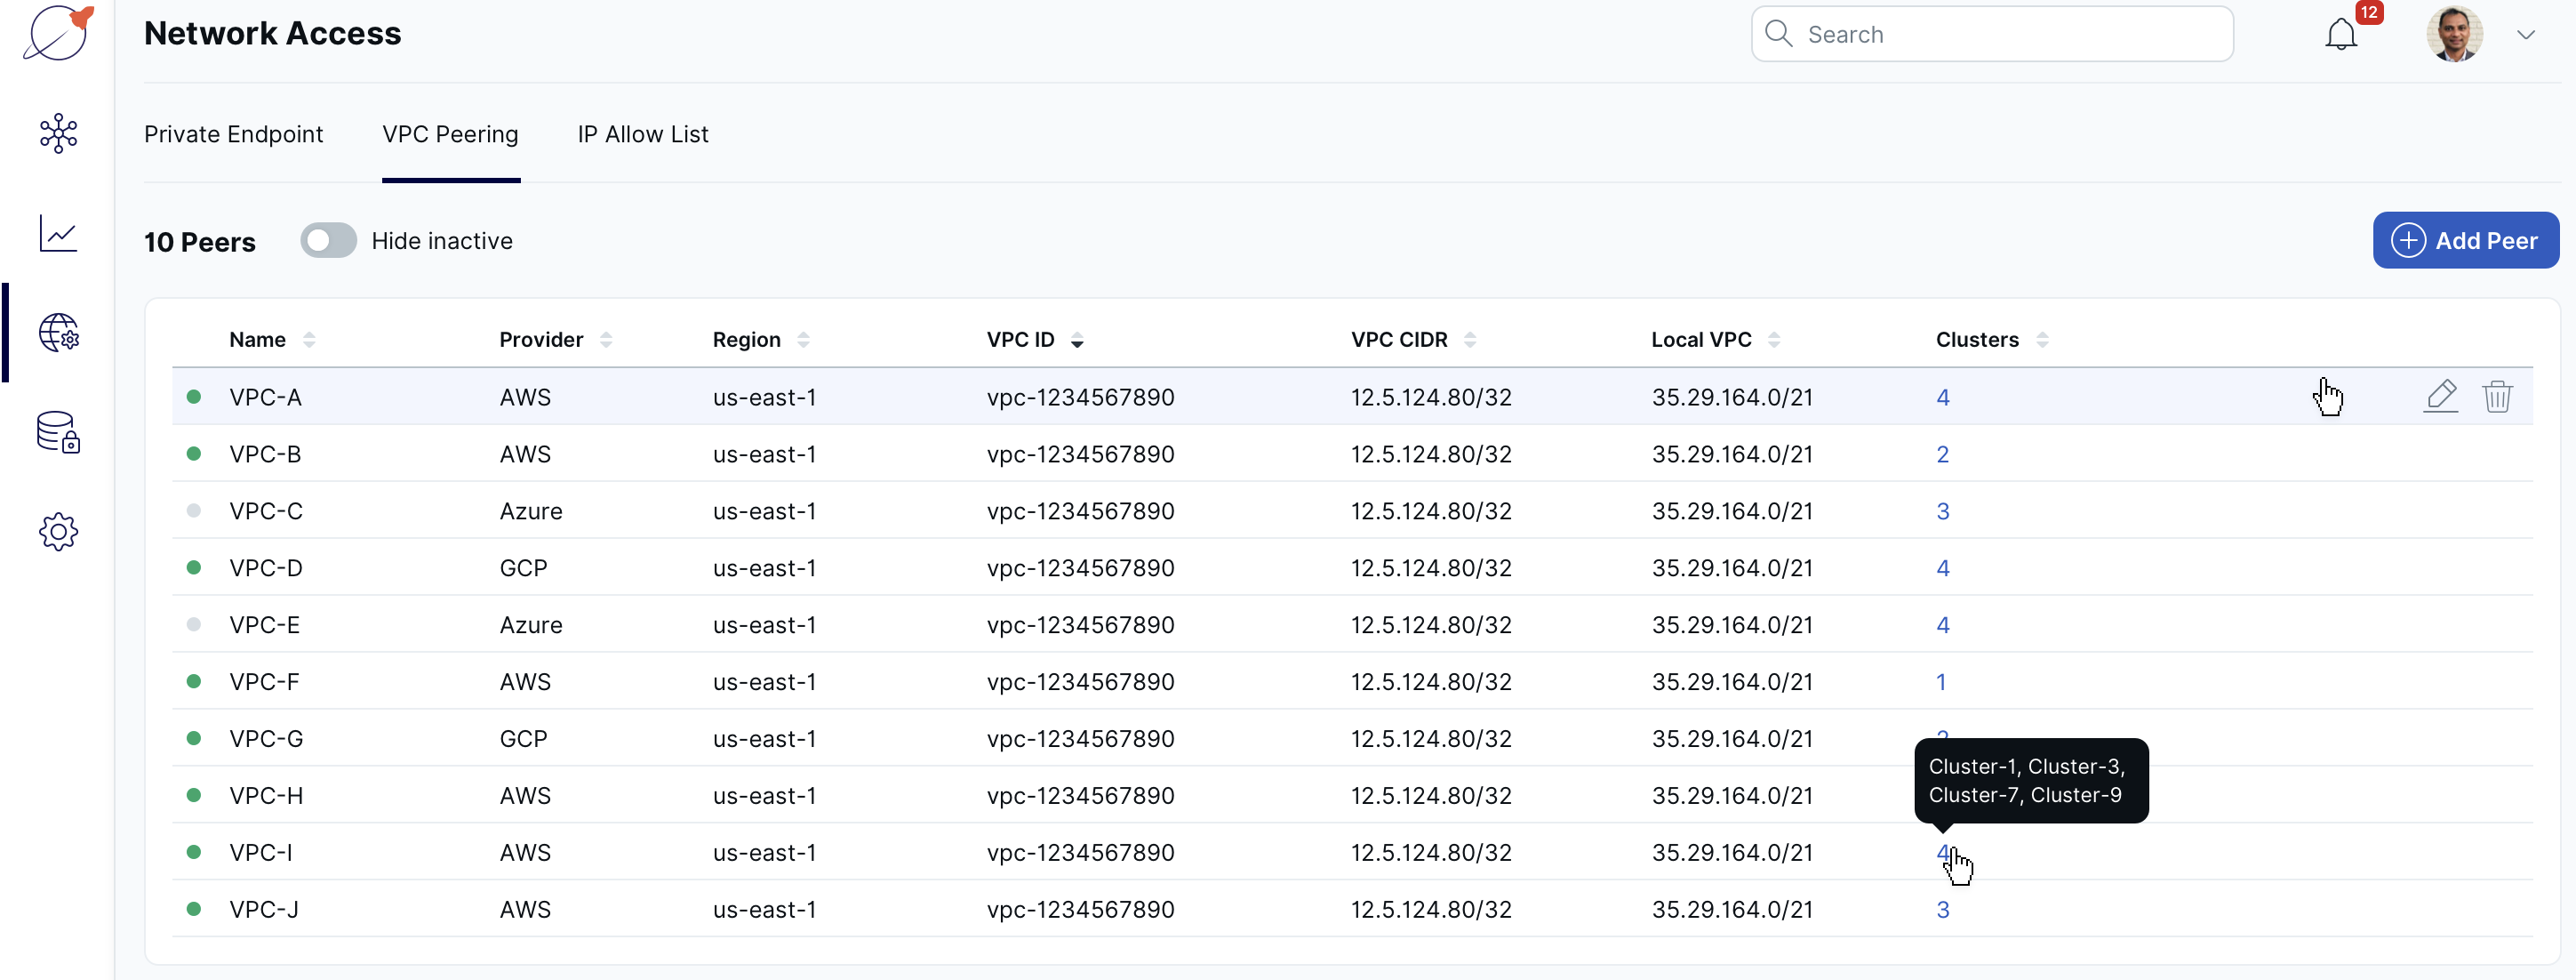 Network Access
Search
12
Private Endpoint VPC Peering IP Allow List
10 Peers Hide inactive Add Peer
Name Provider Region VPC ID VPC CIDR Local VPC Clusters
VPC-A AWS us-east-1 vpc-1234567890 12.5.124.80/32 35.29.164.0/21 4
VPC-B AWS us-east-1 vpc-1234567890 12.5.124.80/32 35.29.164.0/21 2
VPC-C Azure us-east-1 vpc-1234567890 12.5.124.80/32 35.29.164.0/21 3
VPC-D GCP us-east-1 vpc-1234567890 12.5.124.80/32 35.29.164.0/21 4
VPC-E Azure us-east-1 vpc-1234567890 12.5.124.80/32 35.29.164.0/21 4
VPC-F AWS us-east-1 vpc-1234567890 12.5.124.80/32 35.29.164.0/21 1
VPC-G GCP us-east-1 vpc-1234567890 12.5.124.80/32 35.29.164.0/21
Cluster-1, Cluster-3,
Cluster-7, Cluster-9
VPC-H AWS us-east-1 vpc-1234567890 12.5.124.80/32 35.29.164.0/21
VPC-I AWS us-east-1 vpc-1234567890 12.5.124.80/32 35.29.164.0/21 4
VPC-J AWS us-east-1 vpc-1234567890 12.5.124.80/32 35.29.164.0/21 3